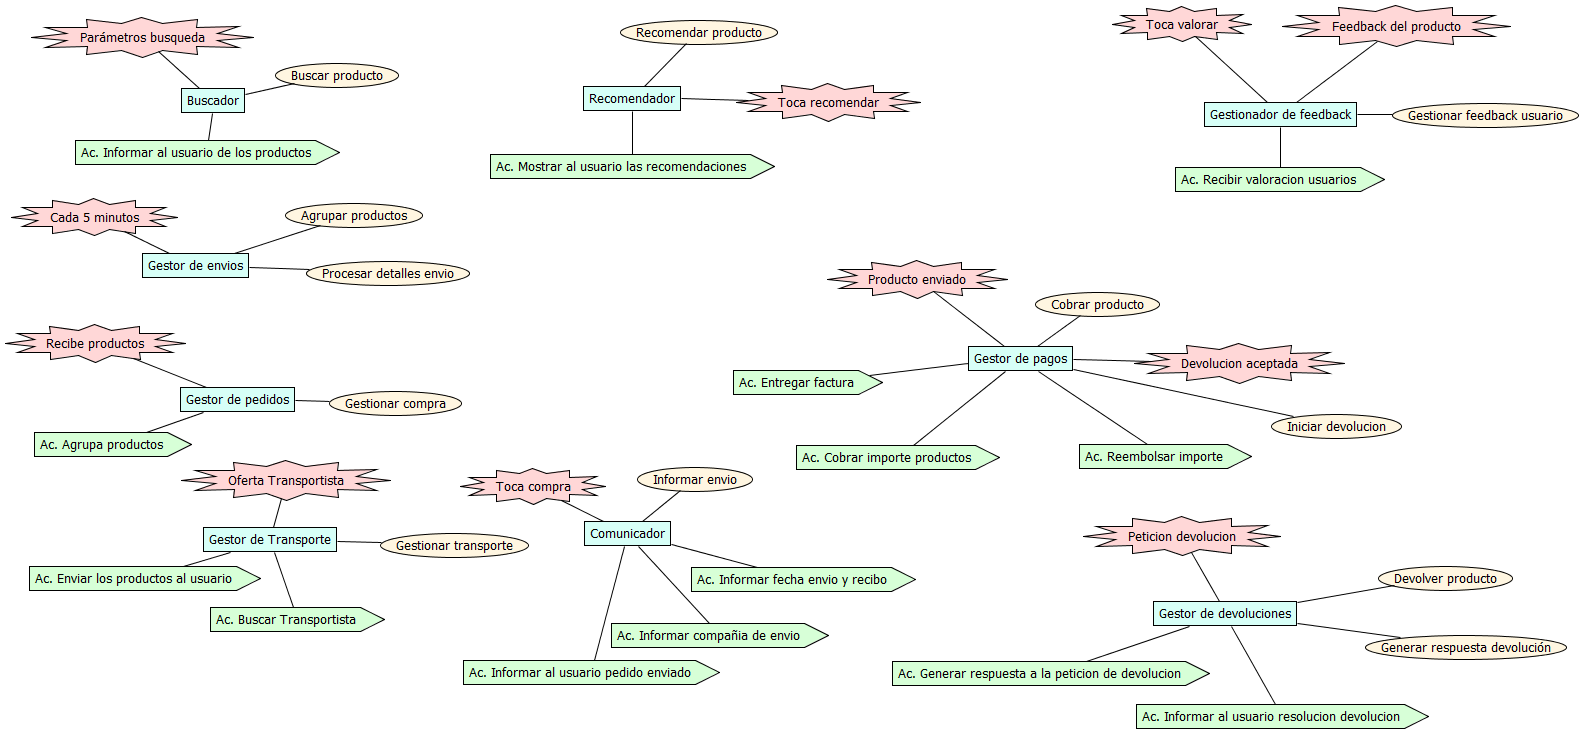 Parámetros busqueda
Buscar producto
Buscador
Ac. Informar al usuario de los productos
Recomendar producto
Recomendador
Toca recomendar
Ac. Mostrar al usuario las recomendaciones
Toca valorar
Feedback del producto
Gestionador de feedback
Gestionar feedback usuario
Ac. Recibir valoracion usuarios
Cada 5 minutos
Agrupar productos
Gestor de envios
Procesar detalles envio
Producto enviado
Cobrar producto
Gestor de pagos
Devolucion aceptada
Ac. Entregar factura
Iniciar devolucion
Ac. Cobrar importe productos
Ac. Reembolsar importe
Recibe productos
Gestor de pedidos
Gestionar compra
Ac. Agrupa productos
Oferta Transportista
Gestor de Transporte
Gestionar transporte
Ac. Enviar los productos al usuario
Ac. Buscar Transportista
Toca compra
Informar envio
Comunicador
Ac. Informar fecha envio y recibo
Ac. Informar compañia de envio
Ac. Informar al usuario pedido enviado
Peticion devolucion
Devolver producto
Gestor de devoluciones
Generar respuesta devolución
Ac. Generar respuesta a la peticion de devolucion
Ac. Informar al usuario resolucion devolucion